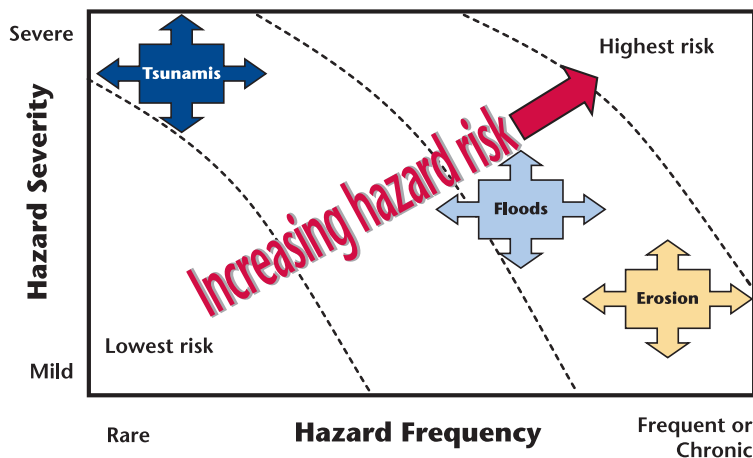 Severe
Highest risk
Tsunamis
Increasing hazard risk
Hazard Severity
Floods
Erosion
Lowest risk
Mild
Rare
Hazard Frequency
Frequent or
Chronic